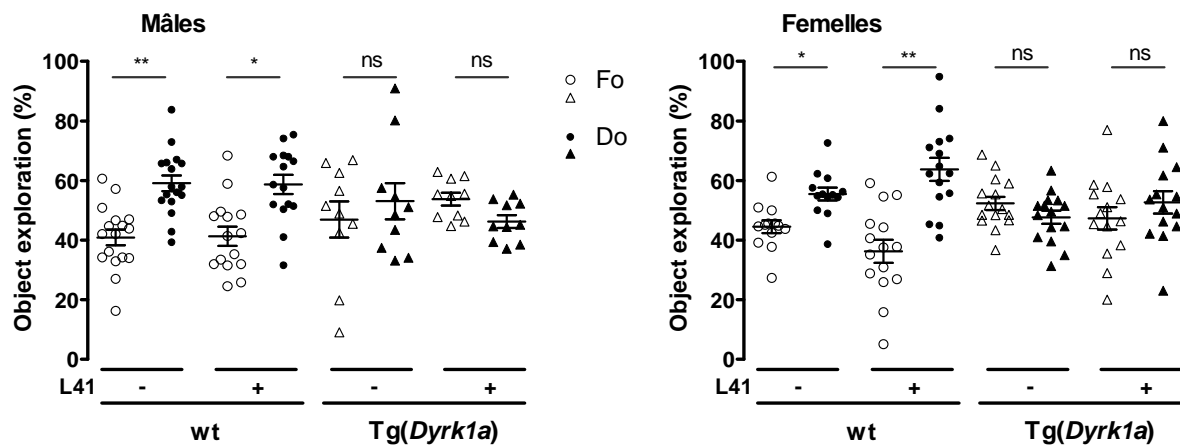 Mâles
** * ns ns
Object exploration (%)
100
80
60
40
20
0
L41 - + - +
wt Tg(Dyrk1a)
Fo
Do
Femelles
* ** ns ns
Object exploration (%)
100
80
60
40
20
0
L41 - + - +
wt Tg(Dyrk1a)